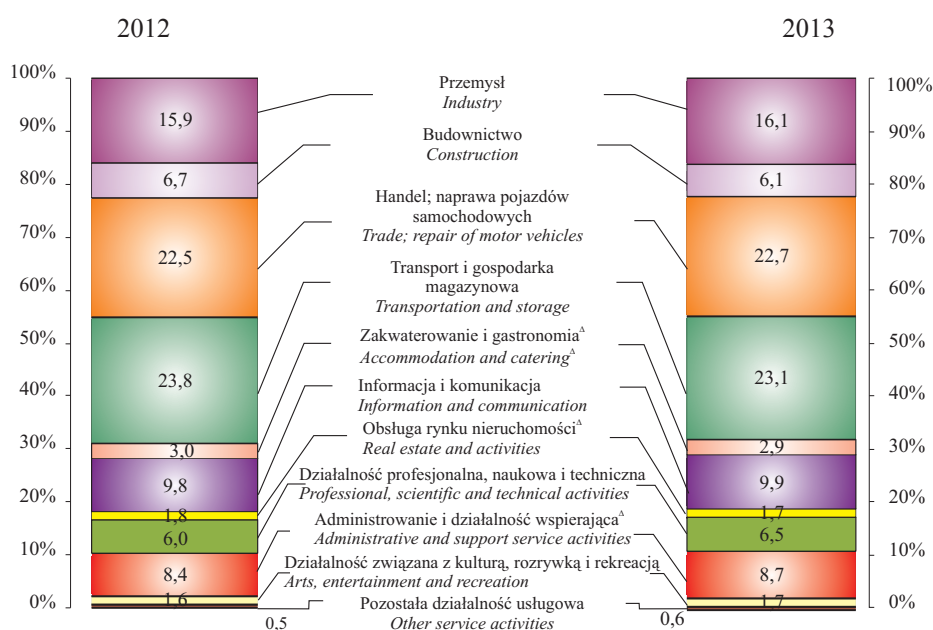 2012
2013
100%
90%
80%
70%
60%
50%
40%
30%
20%
10%
0%
15,9
6,7
22,5
23,8
3,0
9,8
1,8
6,0
8,4
1,6
0,5
Przemysł
Industry
Budownictwo
Construction
Handel; naprawa pojazdów
samochodowych
Trade; repair of motor vehicles
Transport i gospodarka
magazynowa
Transportation and storage
Zakwaterowanie i gastronomia∆
Accommodation and catering∆
Informacja i komunikacja
Information and communication
Obsługa rynku nieruchomości∆
Real estate and activities
Działalność profesjonalna, naukowa i techniczna
Professional, scientific and technical activities
Administrowanie i działalność wspierająca∆
Administrative and support service activities
Działalność związana z kulturą, rozrywką i rekreacją
Arts, entertainment and recreation
Pozostała działalność usługowa
Other service activities
16,1
6,1
22,7
23,1
2,9
9,9
1,7
6,5
8,7
1,7
0,6
100%
90%
80%
70%
60%
50%
40%
30%
20%
10%
0%